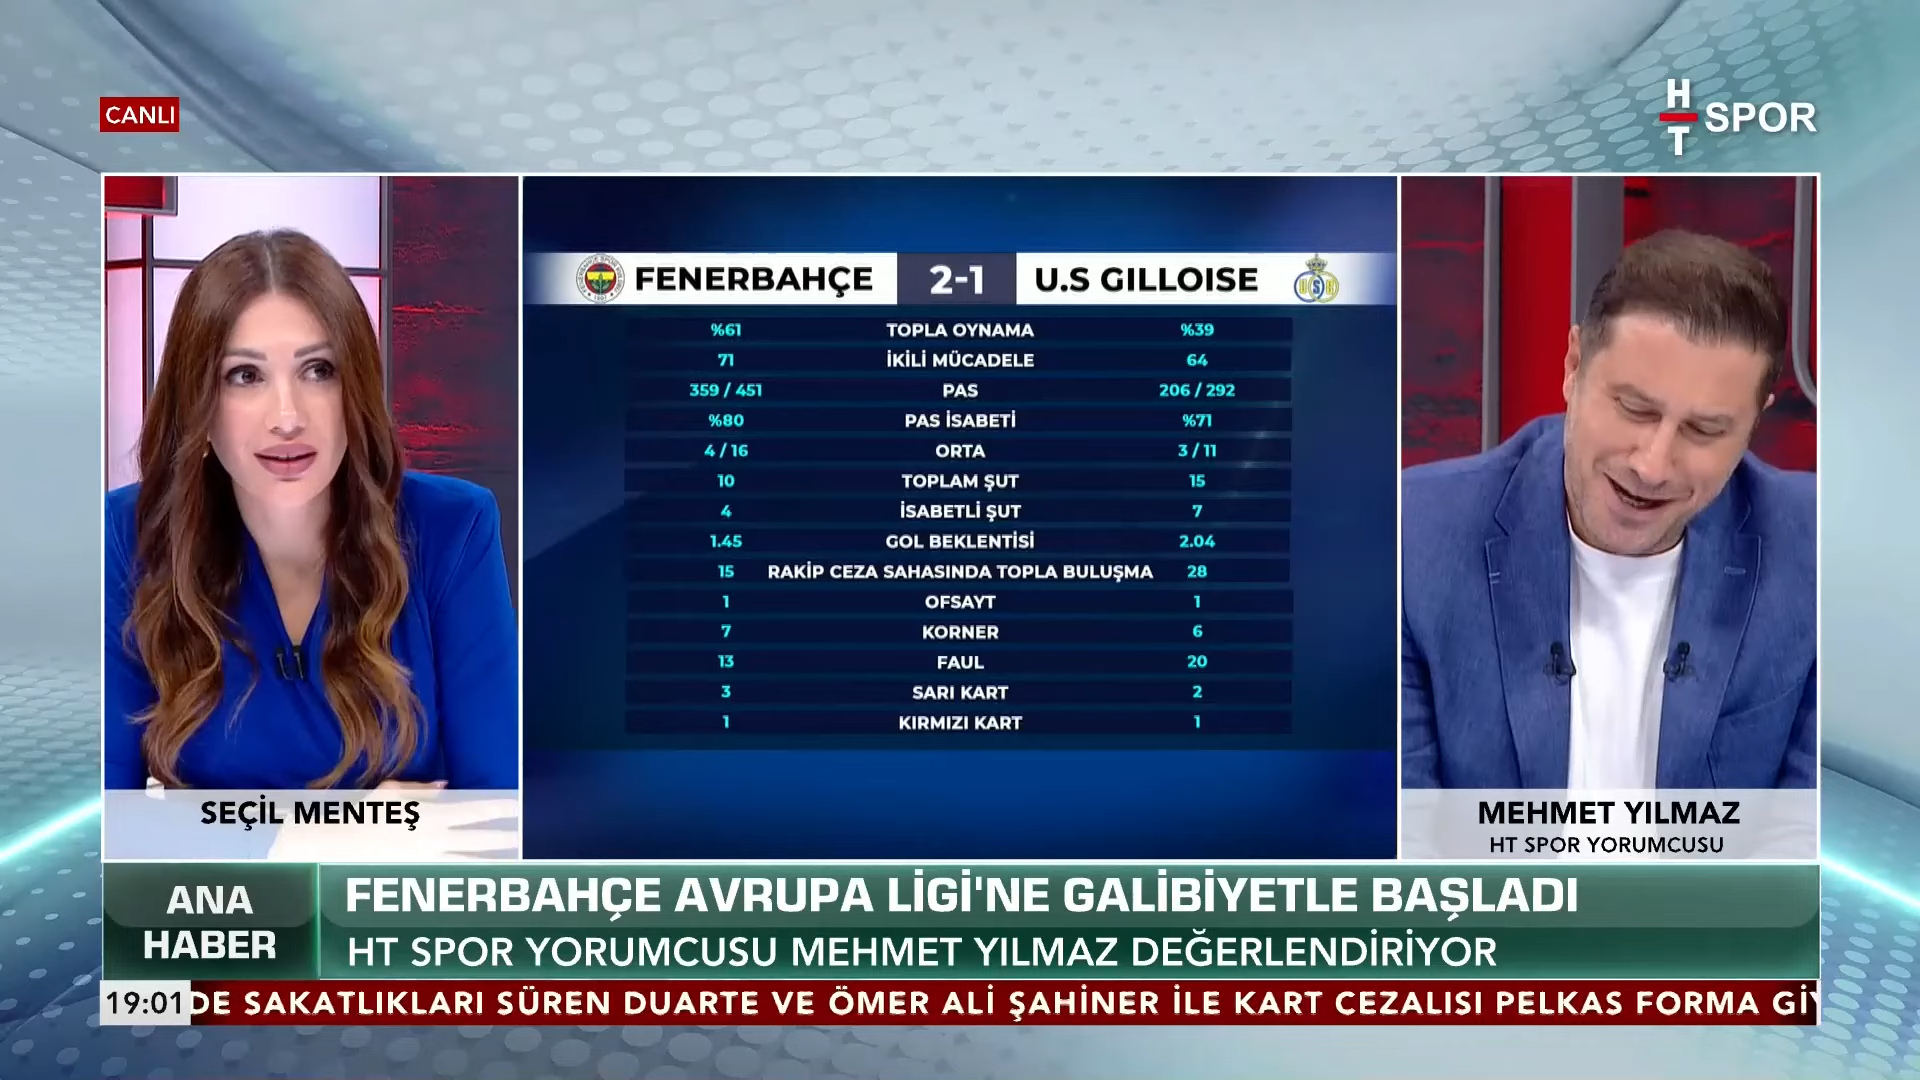 CANLI
HT SPOR
FENERBAHÇE 2-1 U.S GILLOISE
%61 TOPLA OYNAMA %39
71 İKİLİ MÜCADELE 64
359 / 451 PAS 206 / 292
%80 PAS İSABETİ %71
4 / 16 ORTA 3 / 11
10 TOPLAM ŞUT 15
4 İSABETLİ ŞUT 7
1.45 GOL BEKLENTİSİ 2.04
15 RAKİP CEZA SAHASINDA TOPLA BULUŞMA 28
1 OFSAYT 1
7 KORNER 6
13 FAUL 20
3 SARI KART 2
1 KIRMIZI KART 1
SEÇİL MENTEŞ
MEHMET YILMAZ
HT SPOR YORUMCUSU
ANA HABER
FENERBAHÇE AVRUPA LİGİ'NE GALİBİYETLE BAŞLADI
HT SPOR YORUMCUSU MEHMET YILMAZ DEĞERLENDİRİYOR
19:01 DE SAKATLIKLARI SÜREN DUARTE VE ÖMER ALİ ŞAHİNER İLE KART CEZALISI PELKAS FORMA Gİ